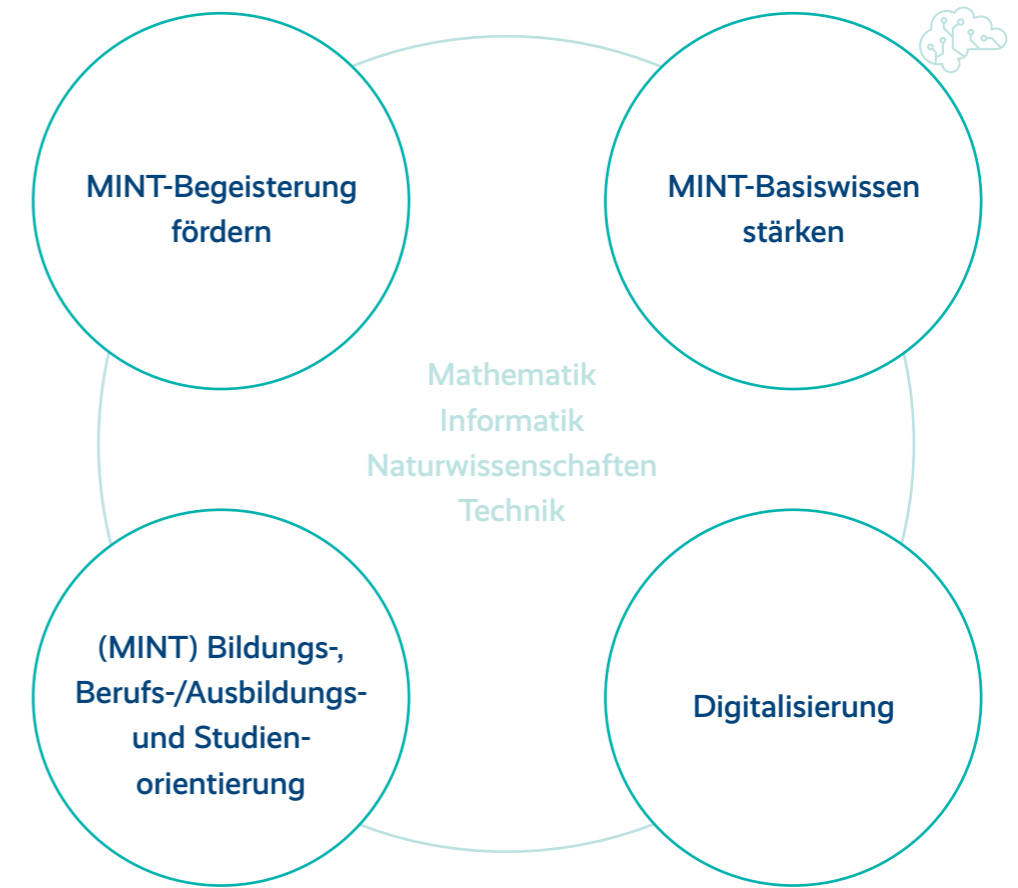 MINT-Begeisterung
fördern
MINT-Basiswissen
stärken
Mathematik
Informatik
Naturwissenschaften
Technik
(MINT) Bildungs-,
Berufs-/Ausbildungs-
und Studien-
orientierung
Digitalisierung